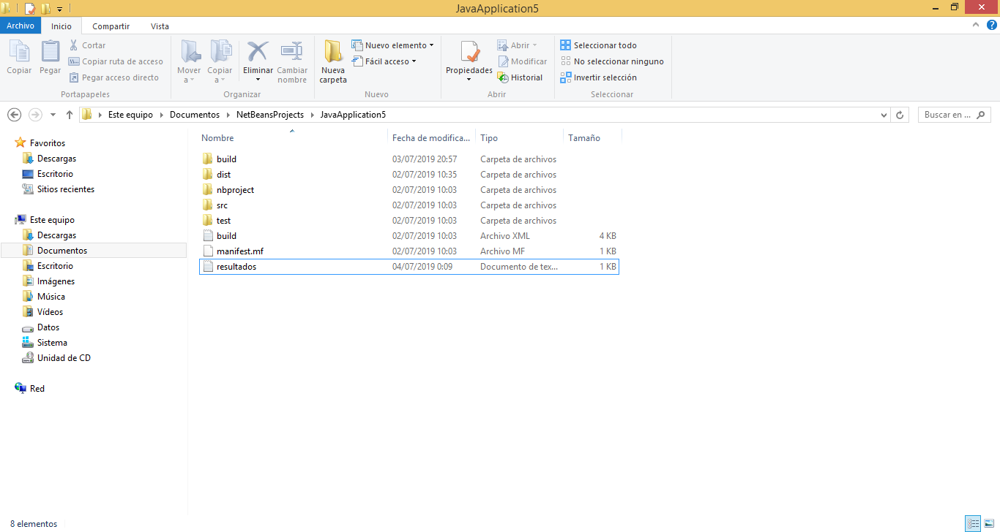 JavaApplication5
Archivo Inicio Compartir Vista
Copiar
Pegar
Cortar
Copiar ruta de acceso
Pegar acceso directo
Portapapeles
Mover a
Copiar a
Eliminar
Cambiar nombre
Organizar
Nueva carpeta
Nuevo elemento
Fácil acceso
Nuevo
Propiedades
Abrir
Modificar
Historial
Abrir
Seleccionar todo
No seleccionar ninguno
Invertir selección
Seleccionar
Este equipo Documentos NetBeansProjects JavaApplication5
Buscar en ...
Favoritos
Descargas
Escritorio
Sitios recientes
Este equipo
Descargas
Documentos
Escritorio
Imágenes
Música
Vídeos
Datos
Sistema
Unidad de CD
Red
Nombre Fecha de modifica... Tipo Tamaño
build 03/07/2019 20:57 Carpeta de archivos
dist 02/07/2019 10:35 Carpeta de archivos
nbproject 02/07/2019 10:03 Carpeta de archivos
src 02/07/2019 10:03 Carpeta de archivos
test 02/07/2019 10:03 Carpeta de archivos
build 02/07/2019 10:03 Archivo XML 4 KB
manifest.mf 02/07/2019 10:03 Archivo MF 1 KB
resultados 04/07/2019 0:09 Documento de tex... 1 KB
8 elementos